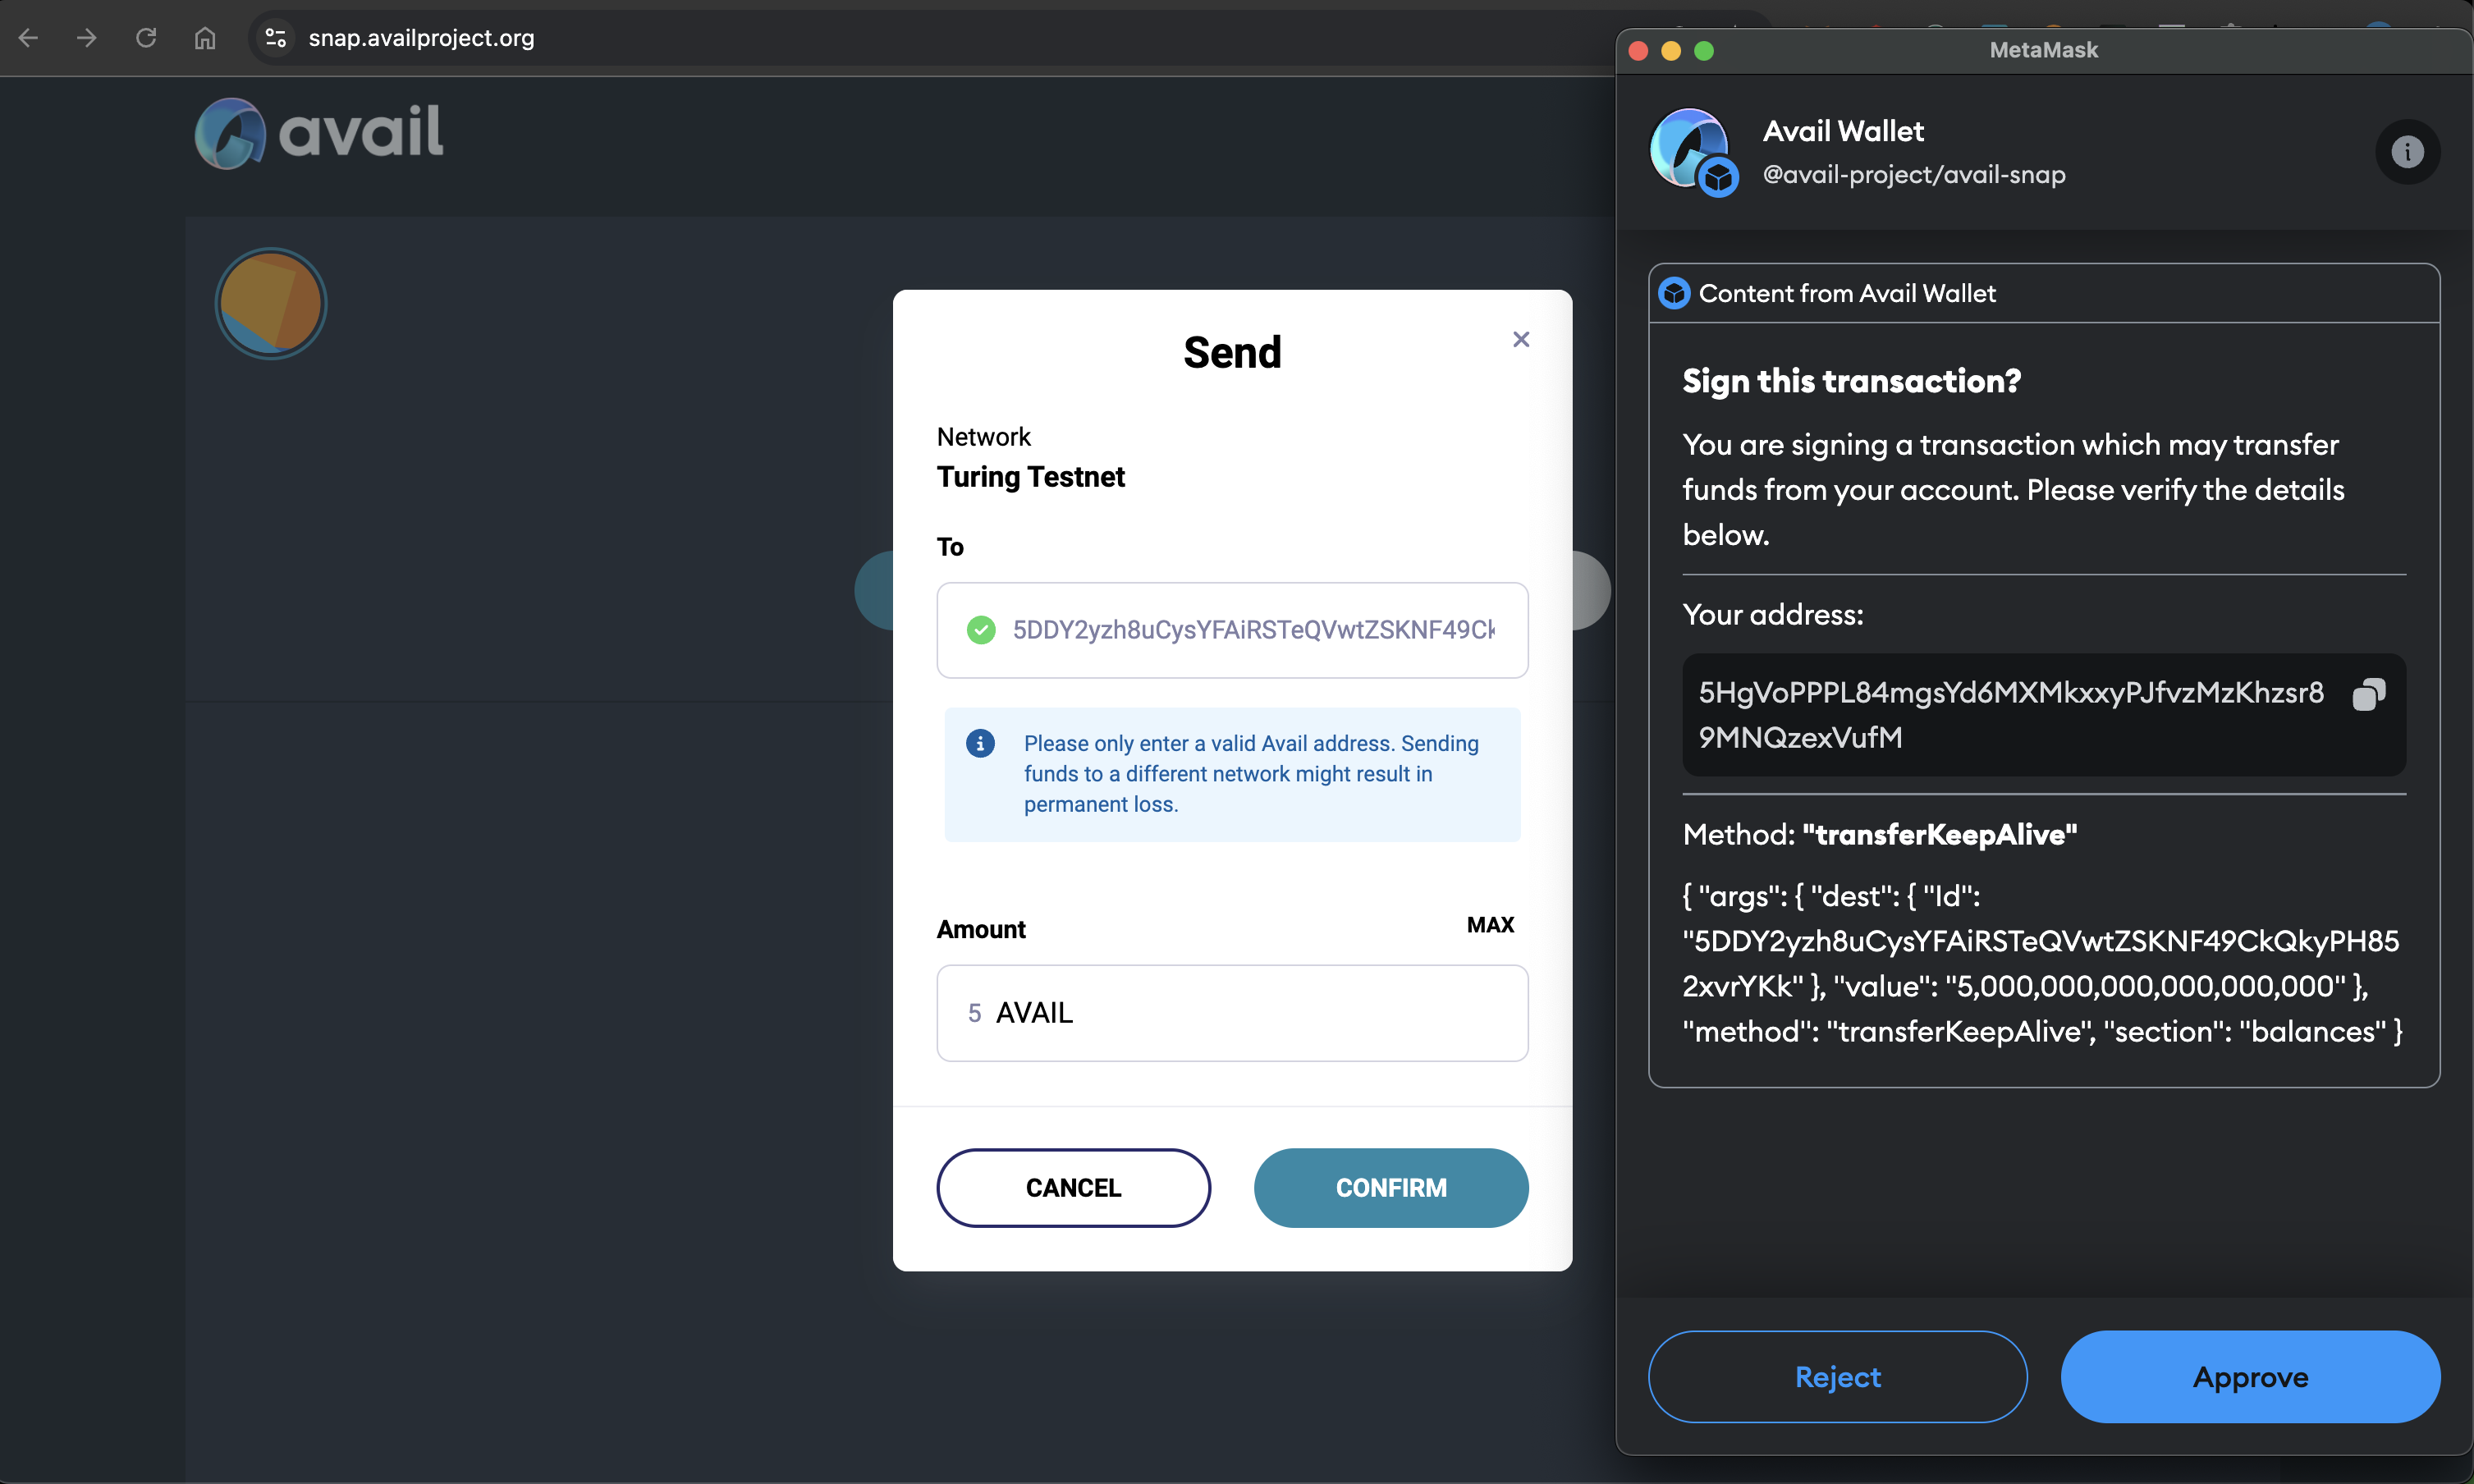 snap.availproject.org
avail
Send
Network
Turing Testnet
To
5DDY2yzh8uCysYFAiRSTeQVwtZSKNF49Ck
Please only enter a valid Avail address. Sending
funds to a different network might result in
permanent loss.
Amount
MAX
5 AVAIL
CANCEL
CONFIRM
MetaMask
Avail Wallet
@avail-project/avail-snap
Content from Avail Wallet
Sign this transaction?
You are signing a transaction which may transfer
funds from your account. Please verify the details
below.
Your address:
5HgVoPPPL84mgsYd6MXMkxxyPJfvzMzKhzsr8
9MNQzexVufM
Method: "transferKeepAlive"
{ "args": { "dest": { "Id":
"5DDY2yzh8uCysYFAiRSTeQVwtZSKNF49CkQkyPH85
2xvrYKk" }, "value": "5,000,000,000,000,000,000" },
"method": "transferKeepAlive", "section": "balances" }
Reject
Approve